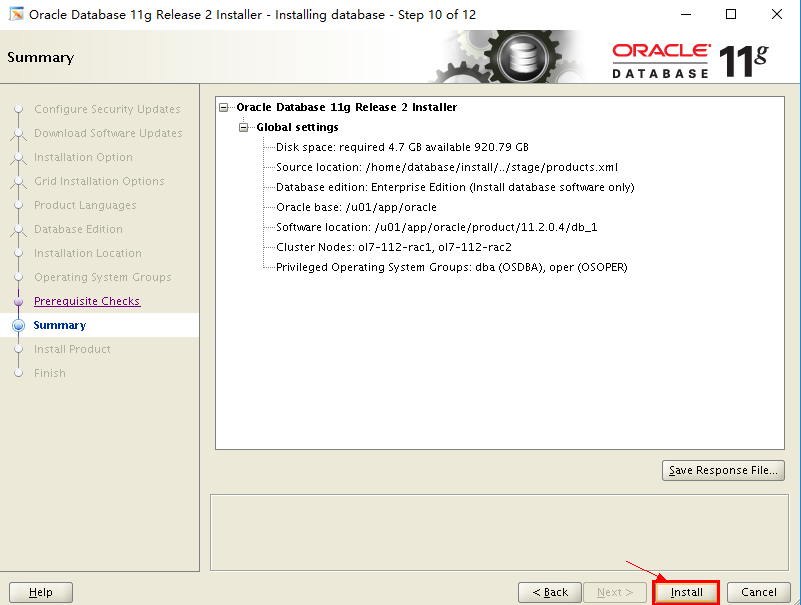 Oracle Database 11g Release 2 Installer - Installing database - Step 10 of 12
Summary
ORACLE
DATABASE
11g
Configure Security Updates
Download Software Updates
Installation Option
Grid Installation Options
Product Languages
Database Edition
Installation Location
Operating System Groups
Prerequisite Checks
Summary
Install Product
Finish
Oracle Database 11g Release 2 Installer
Global settings
Disk space: required 4.7 GB available 920.79 GB
Source location: /home/database/install/../stage/products.xml
Database edition: Enterprise Edition (Install database software only)
Oracle base: /u01/app/oracle
Software location: /u01/app/oracle/product/11.2.0.4/db_1
Cluster Nodes: ol7-112-rac1, ol7-112-rac2
Privileged Operating System Groups: dba (OSDBA), oper (OSOPER)
Save Response File...
Help
< Back
Next >
Install
Cancel